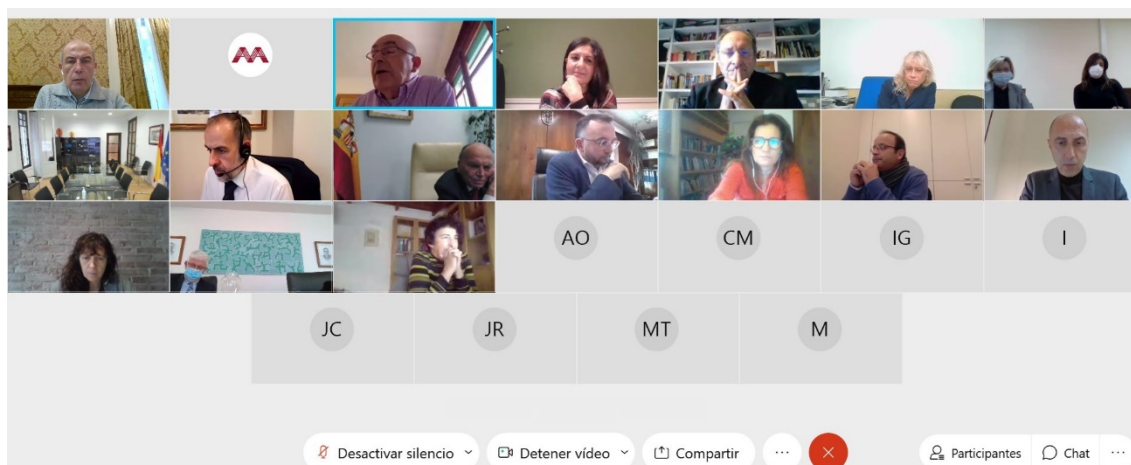 AO
CM
IG
I
JC
JR
MT
M
Desactivar silencio
Detener vídeo
Compartir
Participantes
Chat